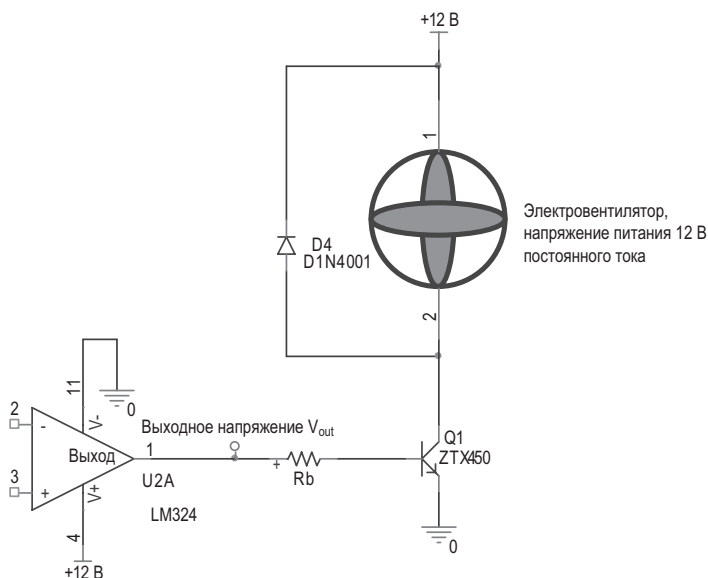 +12 В
1
Электровентилятор,
напряжение питания 12 В
постоянного тока
D4
D1N4001
2
11
0
2
-
V-
Выходное напряжение Vout
Q1
ZTX450
Выход
1
U2A
+
Rb
3
+
V+
LM324
4
0
+12 В